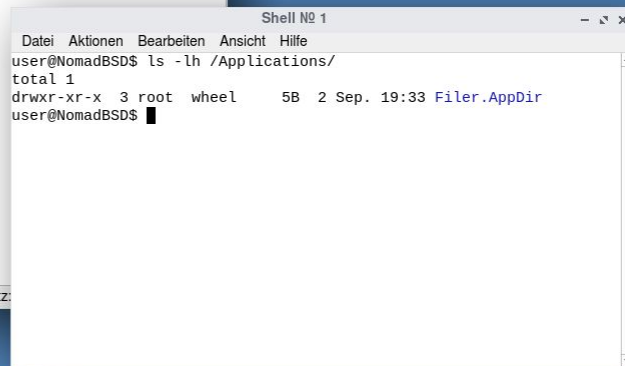 Shell № 1
Datei Aktionen Bearbeiten Ansicht Hilfe
user@NomadBSD$ ls -lh /Applications/
total 1
drwxr-xr-x  3 root  wheel     5B  2 Sep. 19:33 Filer.AppDir
user@NomadBSD$